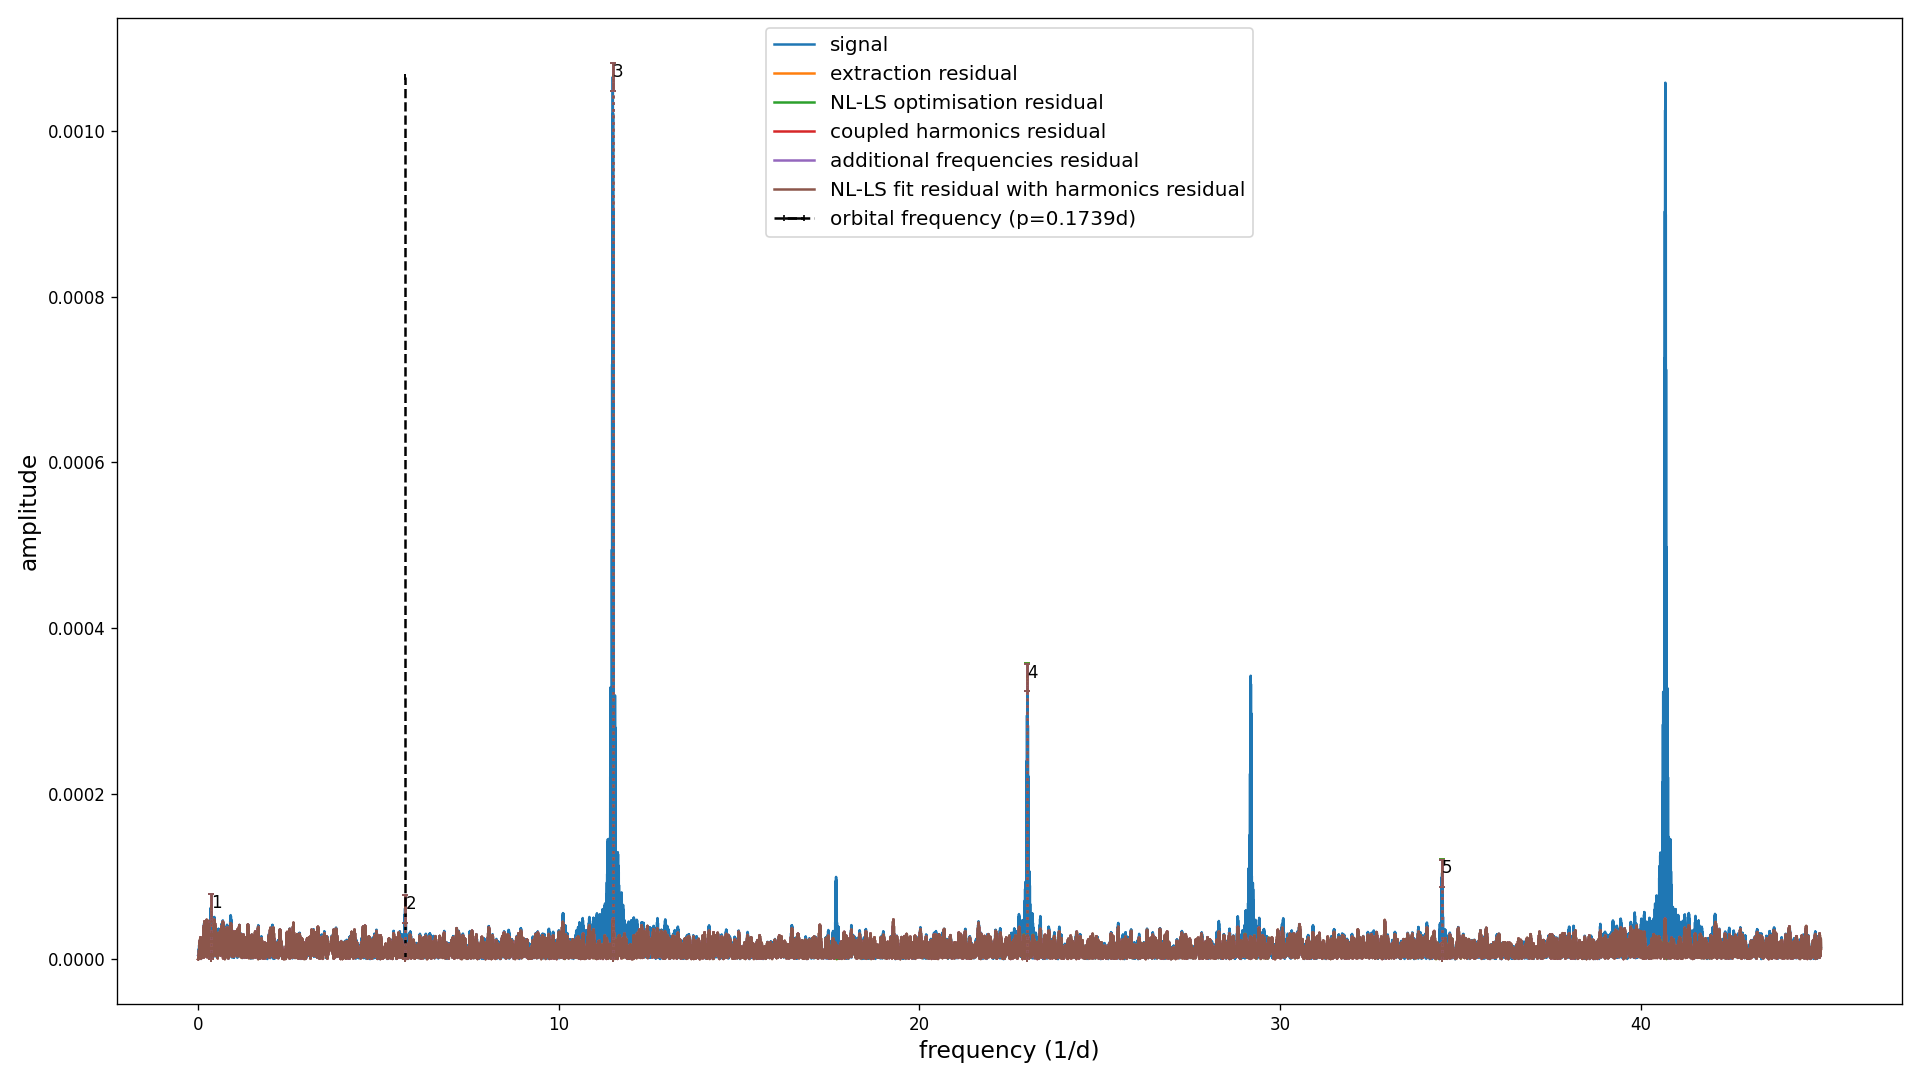 signal
extraction residual
NL-LS optimisation residual
coupled harmonics residual
additional frequencies residual
NL-LS fit residual with harmonics residual
orbital frequency (p=0.1739d)
3
4
5
1
2
0.0010
0.0008
0.0006
0.0004
0.0002
0.0000
amplitude
0 10 20 30 40
frequency (1/d)